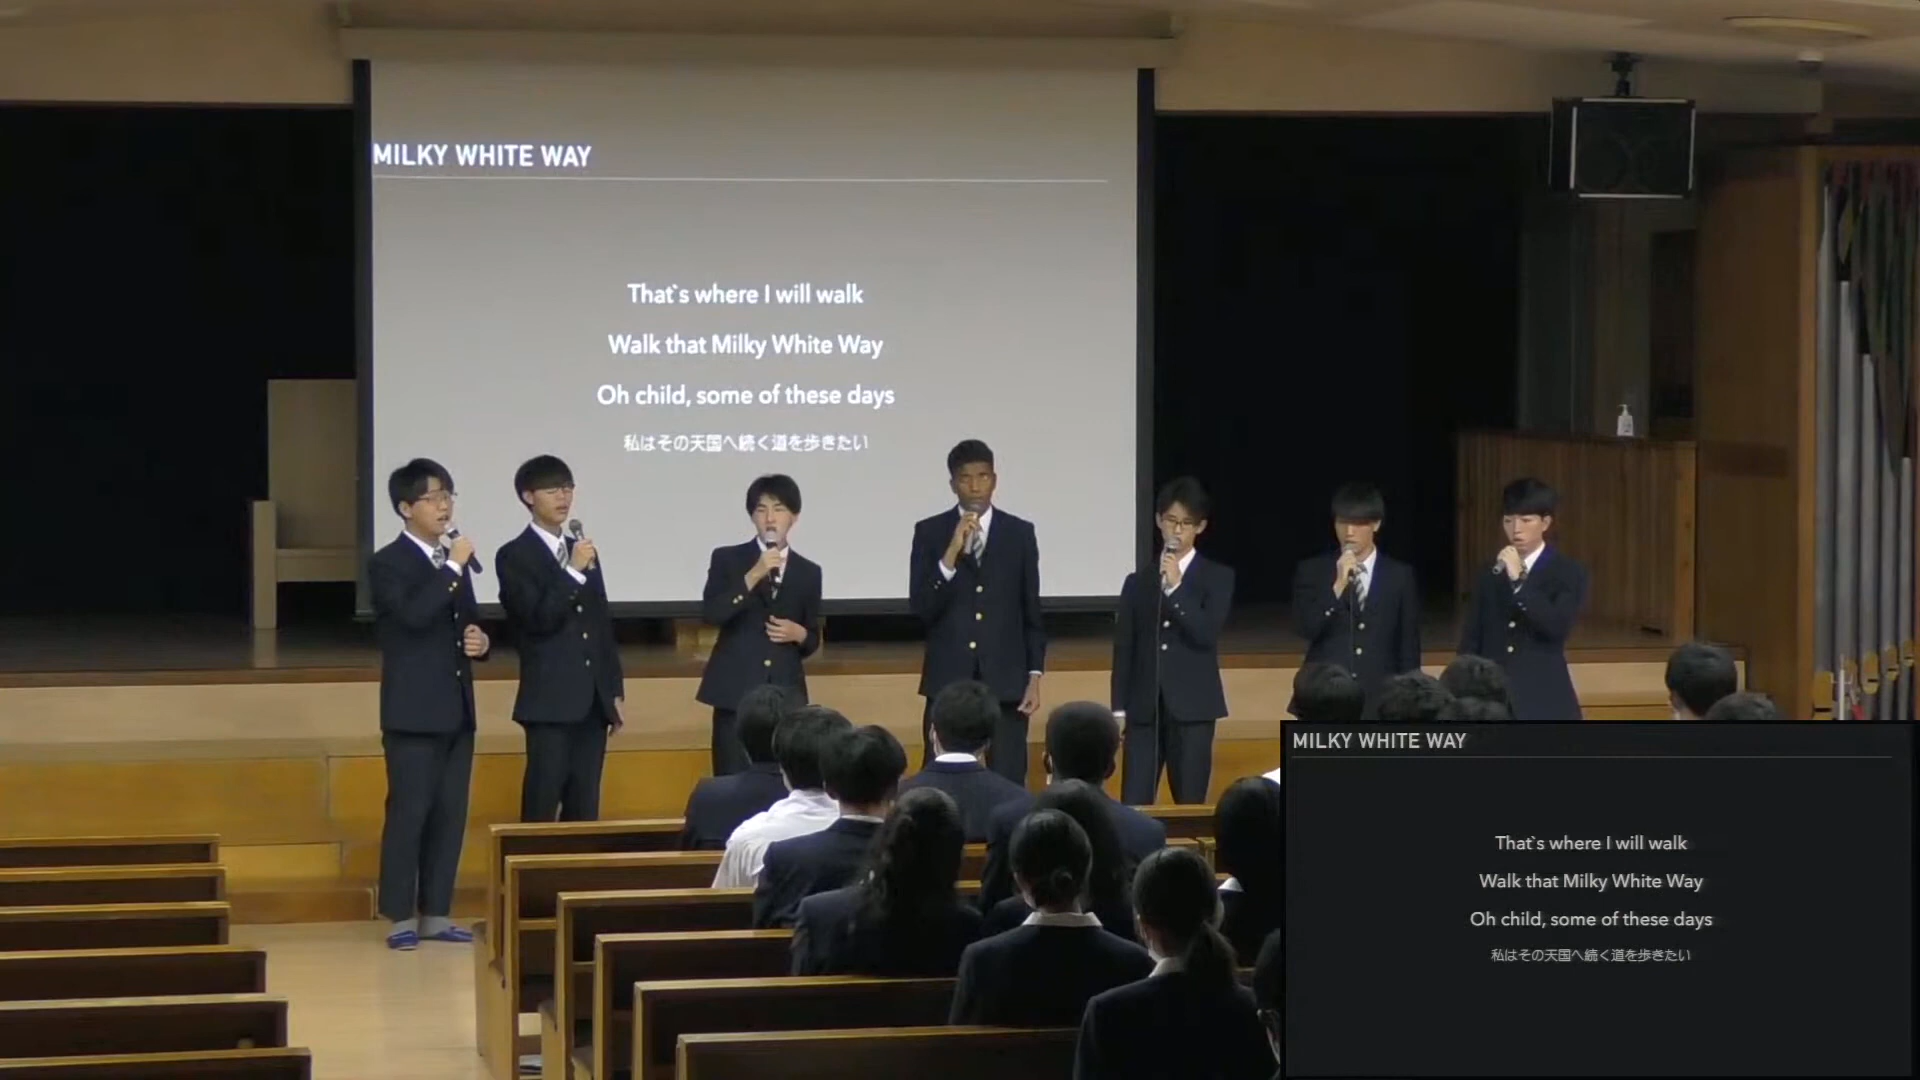 MILKY WHITE WAY
That`s where I will walk
Walk that Milky White Way
Oh child, some of these days
私はその天国へ続く道を歩きたい
MILKY WHITE WAY
That`s where I will walk
Walk that Milky White Way
Oh child, some of these days
私はその天国へ続く道を歩きたい